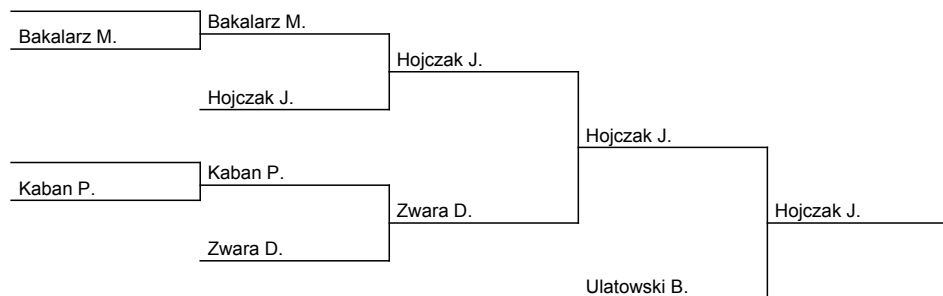 Bakalarz M.
Bakalarz M.
Hojczak J.
Hojczak J.
Hojczak J.
Kaban P.
Kaban P.
Zwara D.
Hojczak J.
Zwara D.
Ulatowski B.